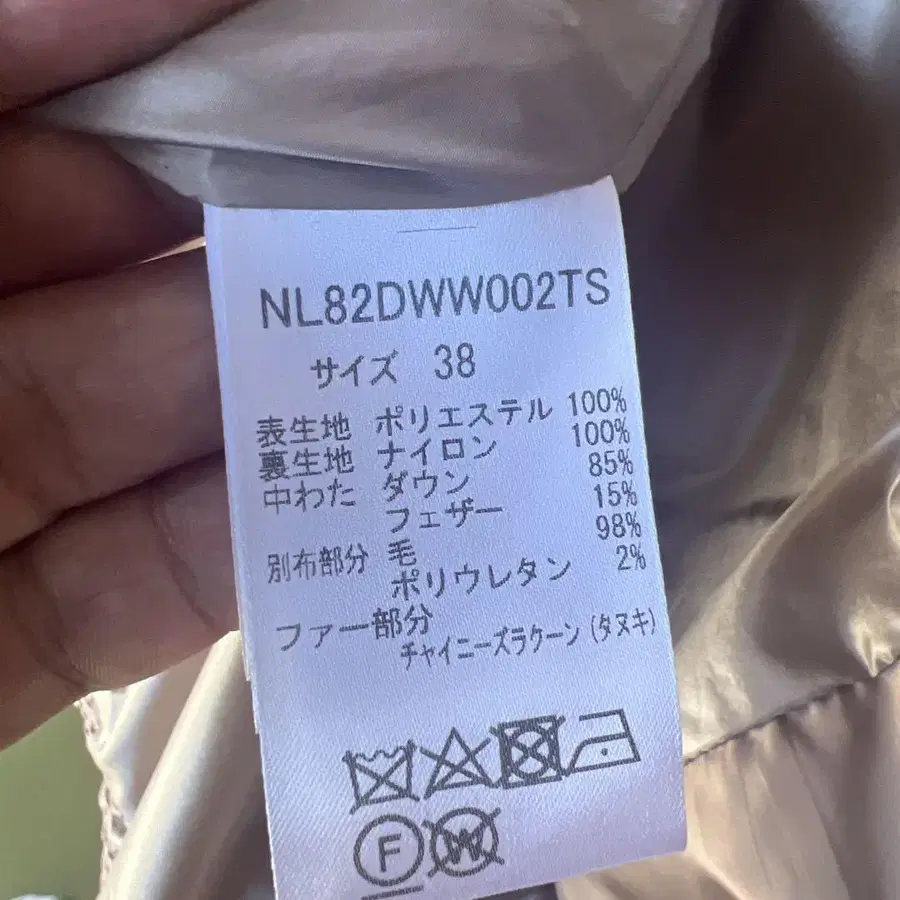 NL82DWW002TS
サイズ 38
表生地 ポリエステル 100%
裏生地 ナイロン 100%
中わた ダウン 85%
フェザー 15%
別布部分 毛 98%
ポリウレタン 2%
ファー部分
チャイニーズラクーン(タヌキ)
F W